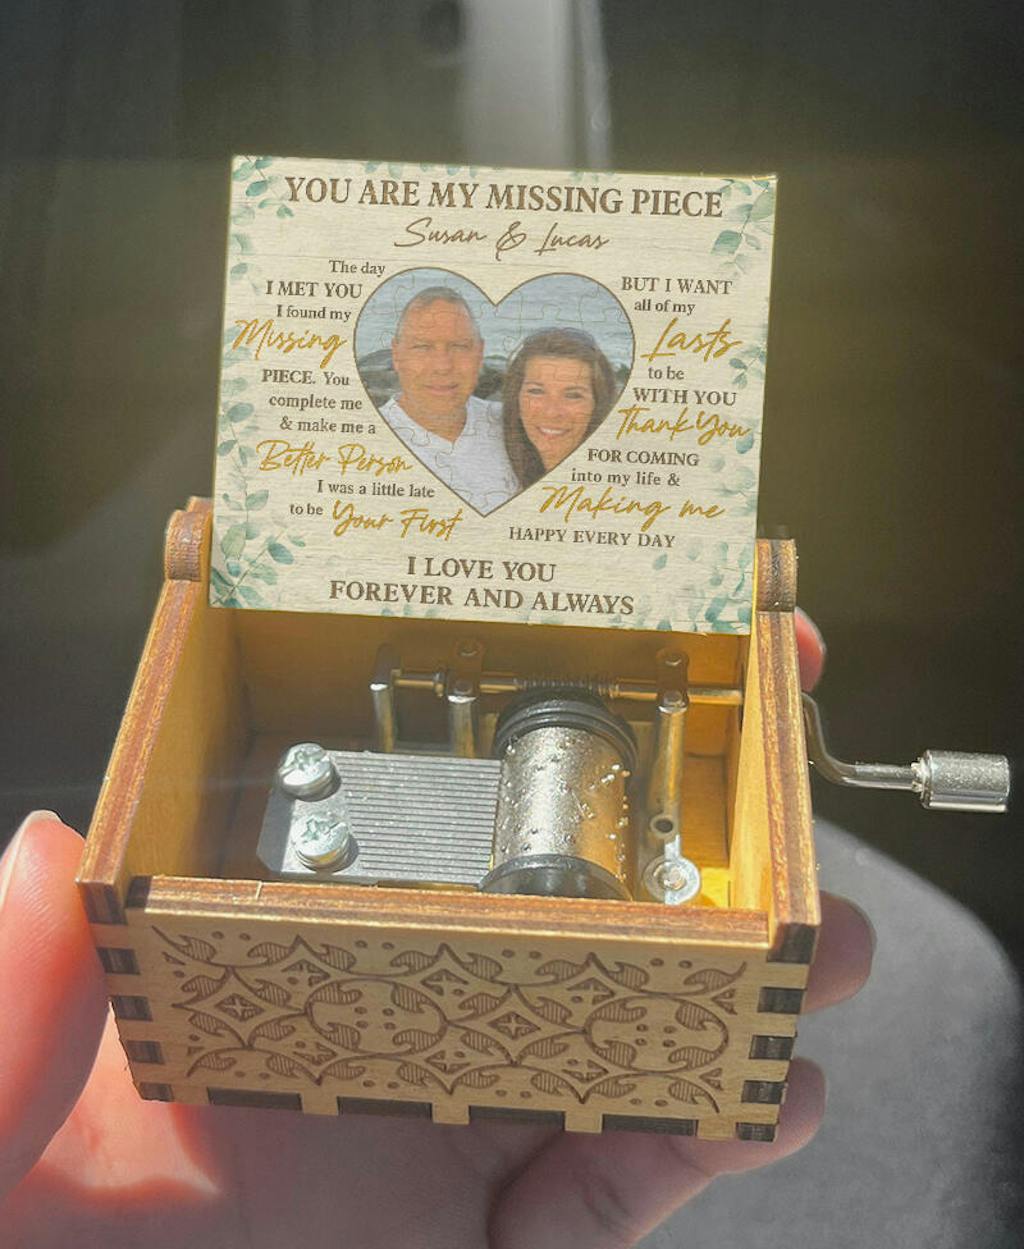 YOU ARE MY MISSING PIECE
Susan & Lucas
The day
I MET YOU
I found my
Missing
PIECE. You
complete me
& make me a
Better Person
I was a little late
to be Your First
BUT I WANT
all of my
Lasts
to be
WITH YOU
Thank You
FOR COMING
into my life &
Making me
HAPPY EVERY DAY
I LOVE YOU
FOREVER AND ALWAYS